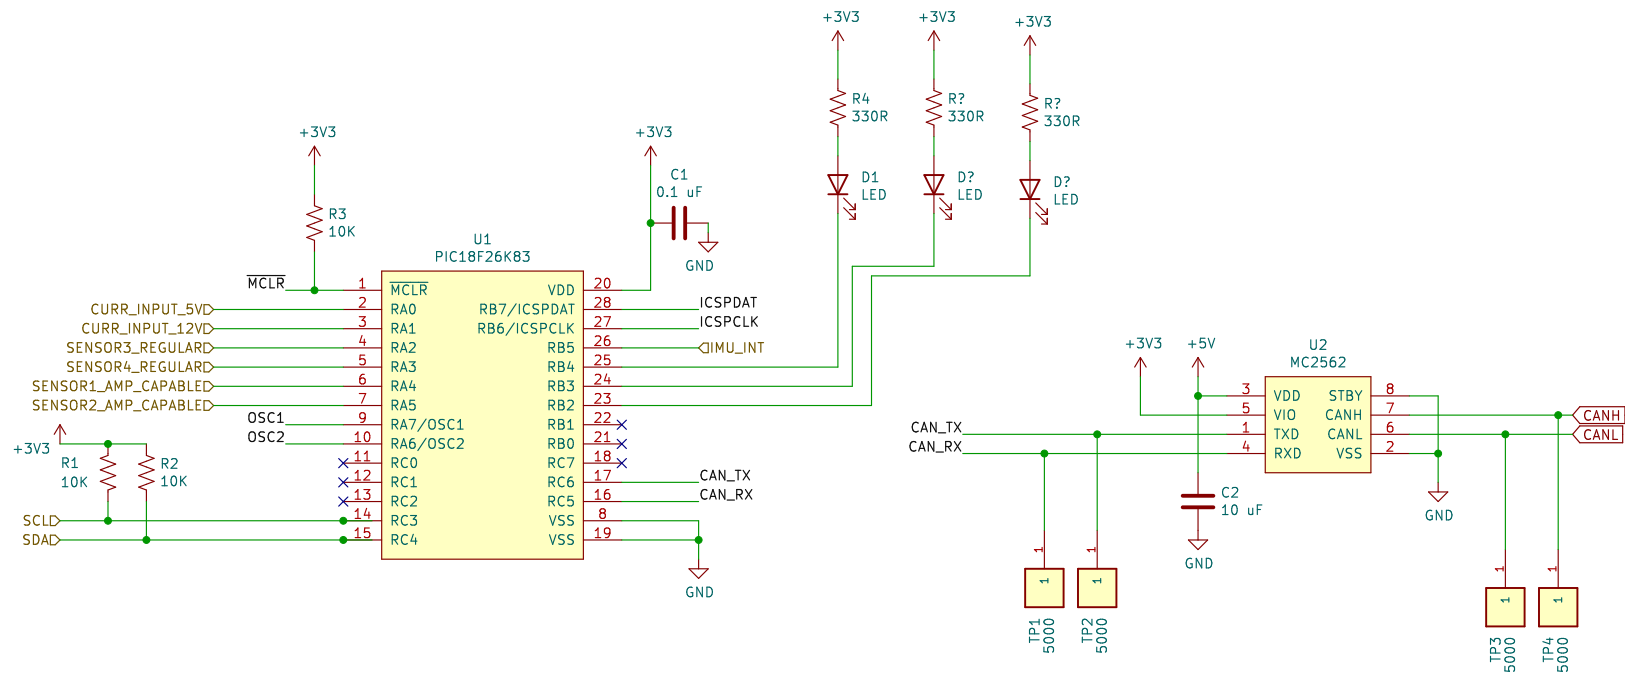 +3V3
+3V3
+3V3
R4
330R
R?
330R
R?
330R
D1
LED
D?
LED
D?
LED
+3V3
R3
10K
+3V3
C1
0.1 uF
GND
U1
PIC18F26K83
MCLR
CURR_INPUT_5V
CURR_INPUT_12V
SENSOR3_REGULAR
SENSOR4_REGULAR
SENSOR1_AMP_CAPABLE
SENSOR2_AMP_CAPABLE
OSC1
OSC2
+3V3
R1
10K
R2
10K
SCL
SDA
1 MCLR
2 RA0
3 RA1
4 RA2
5 RA3
6 RA4
7 RA5
9 RA7/OSC1
10 RA6/OSC2
11 RC0
12 RC1
13 RC2
14 RC3
15 RC4
VDD 20
RB7/ICSPDAT 28
RB6/ICSPCLK 27
RB5 26
RB4 25
RB3 24
RB2 23
RB1 22
RB0 21
RC7 18
RC6 17
RC5 16
VSS 8
VSS 19
ICSPDAT
ICSPCLK
IMU_INT
CAN_TX
CAN_RX
GND
+3V3
+5V
U2
MC2562
CAN_TX
CAN_RX
3 VDD
5 VIO
1 TXD
4 RXD
STBY 8
CANH 7
CANL 6
VSS 2
CANH
CANL
C2
10 uF
GND
GND
1
1
TP1
5000
1
1
TP2
5000
1
1
TP3
5000
1
1
TP4
5000